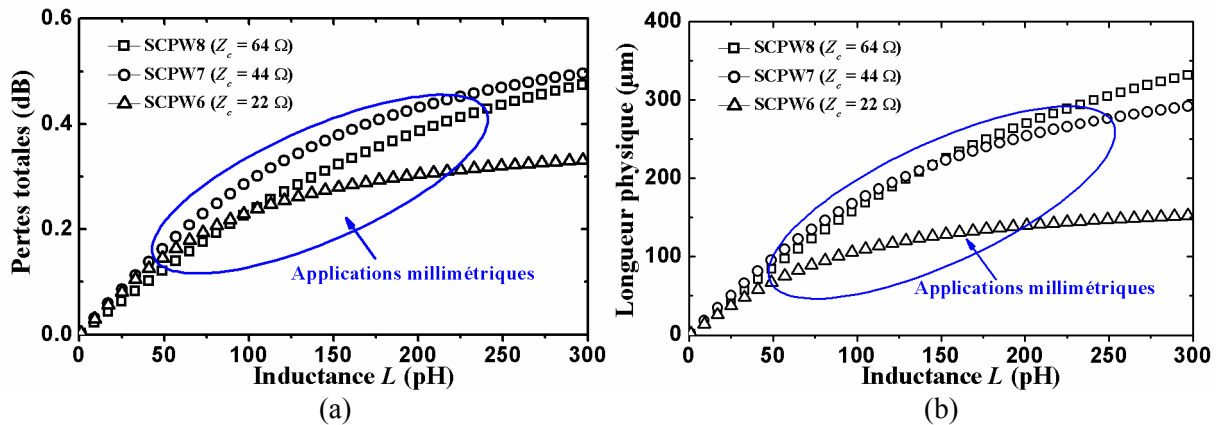 Pertes totales (dB)
0.6
0.4
0.2
0.0
SCPW8 (Zc = 64 Ω)
SCPW7 (Zc = 44 Ω)
SCPW6 (Zc = 22 Ω)
Applications millimétriques
0 50 100 150 200 250 300
Inductance L (pH)
(a)
Longueur physique (µm)
400
300
200
100
0
SCPW8 (Zc = 64 Ω)
SCPW7 (Zc = 44 Ω)
SCPW6 (Zc = 22 Ω)
Applications millimétriques
0 50 100 150 200 250 300
Inductance L (pH)
(b)